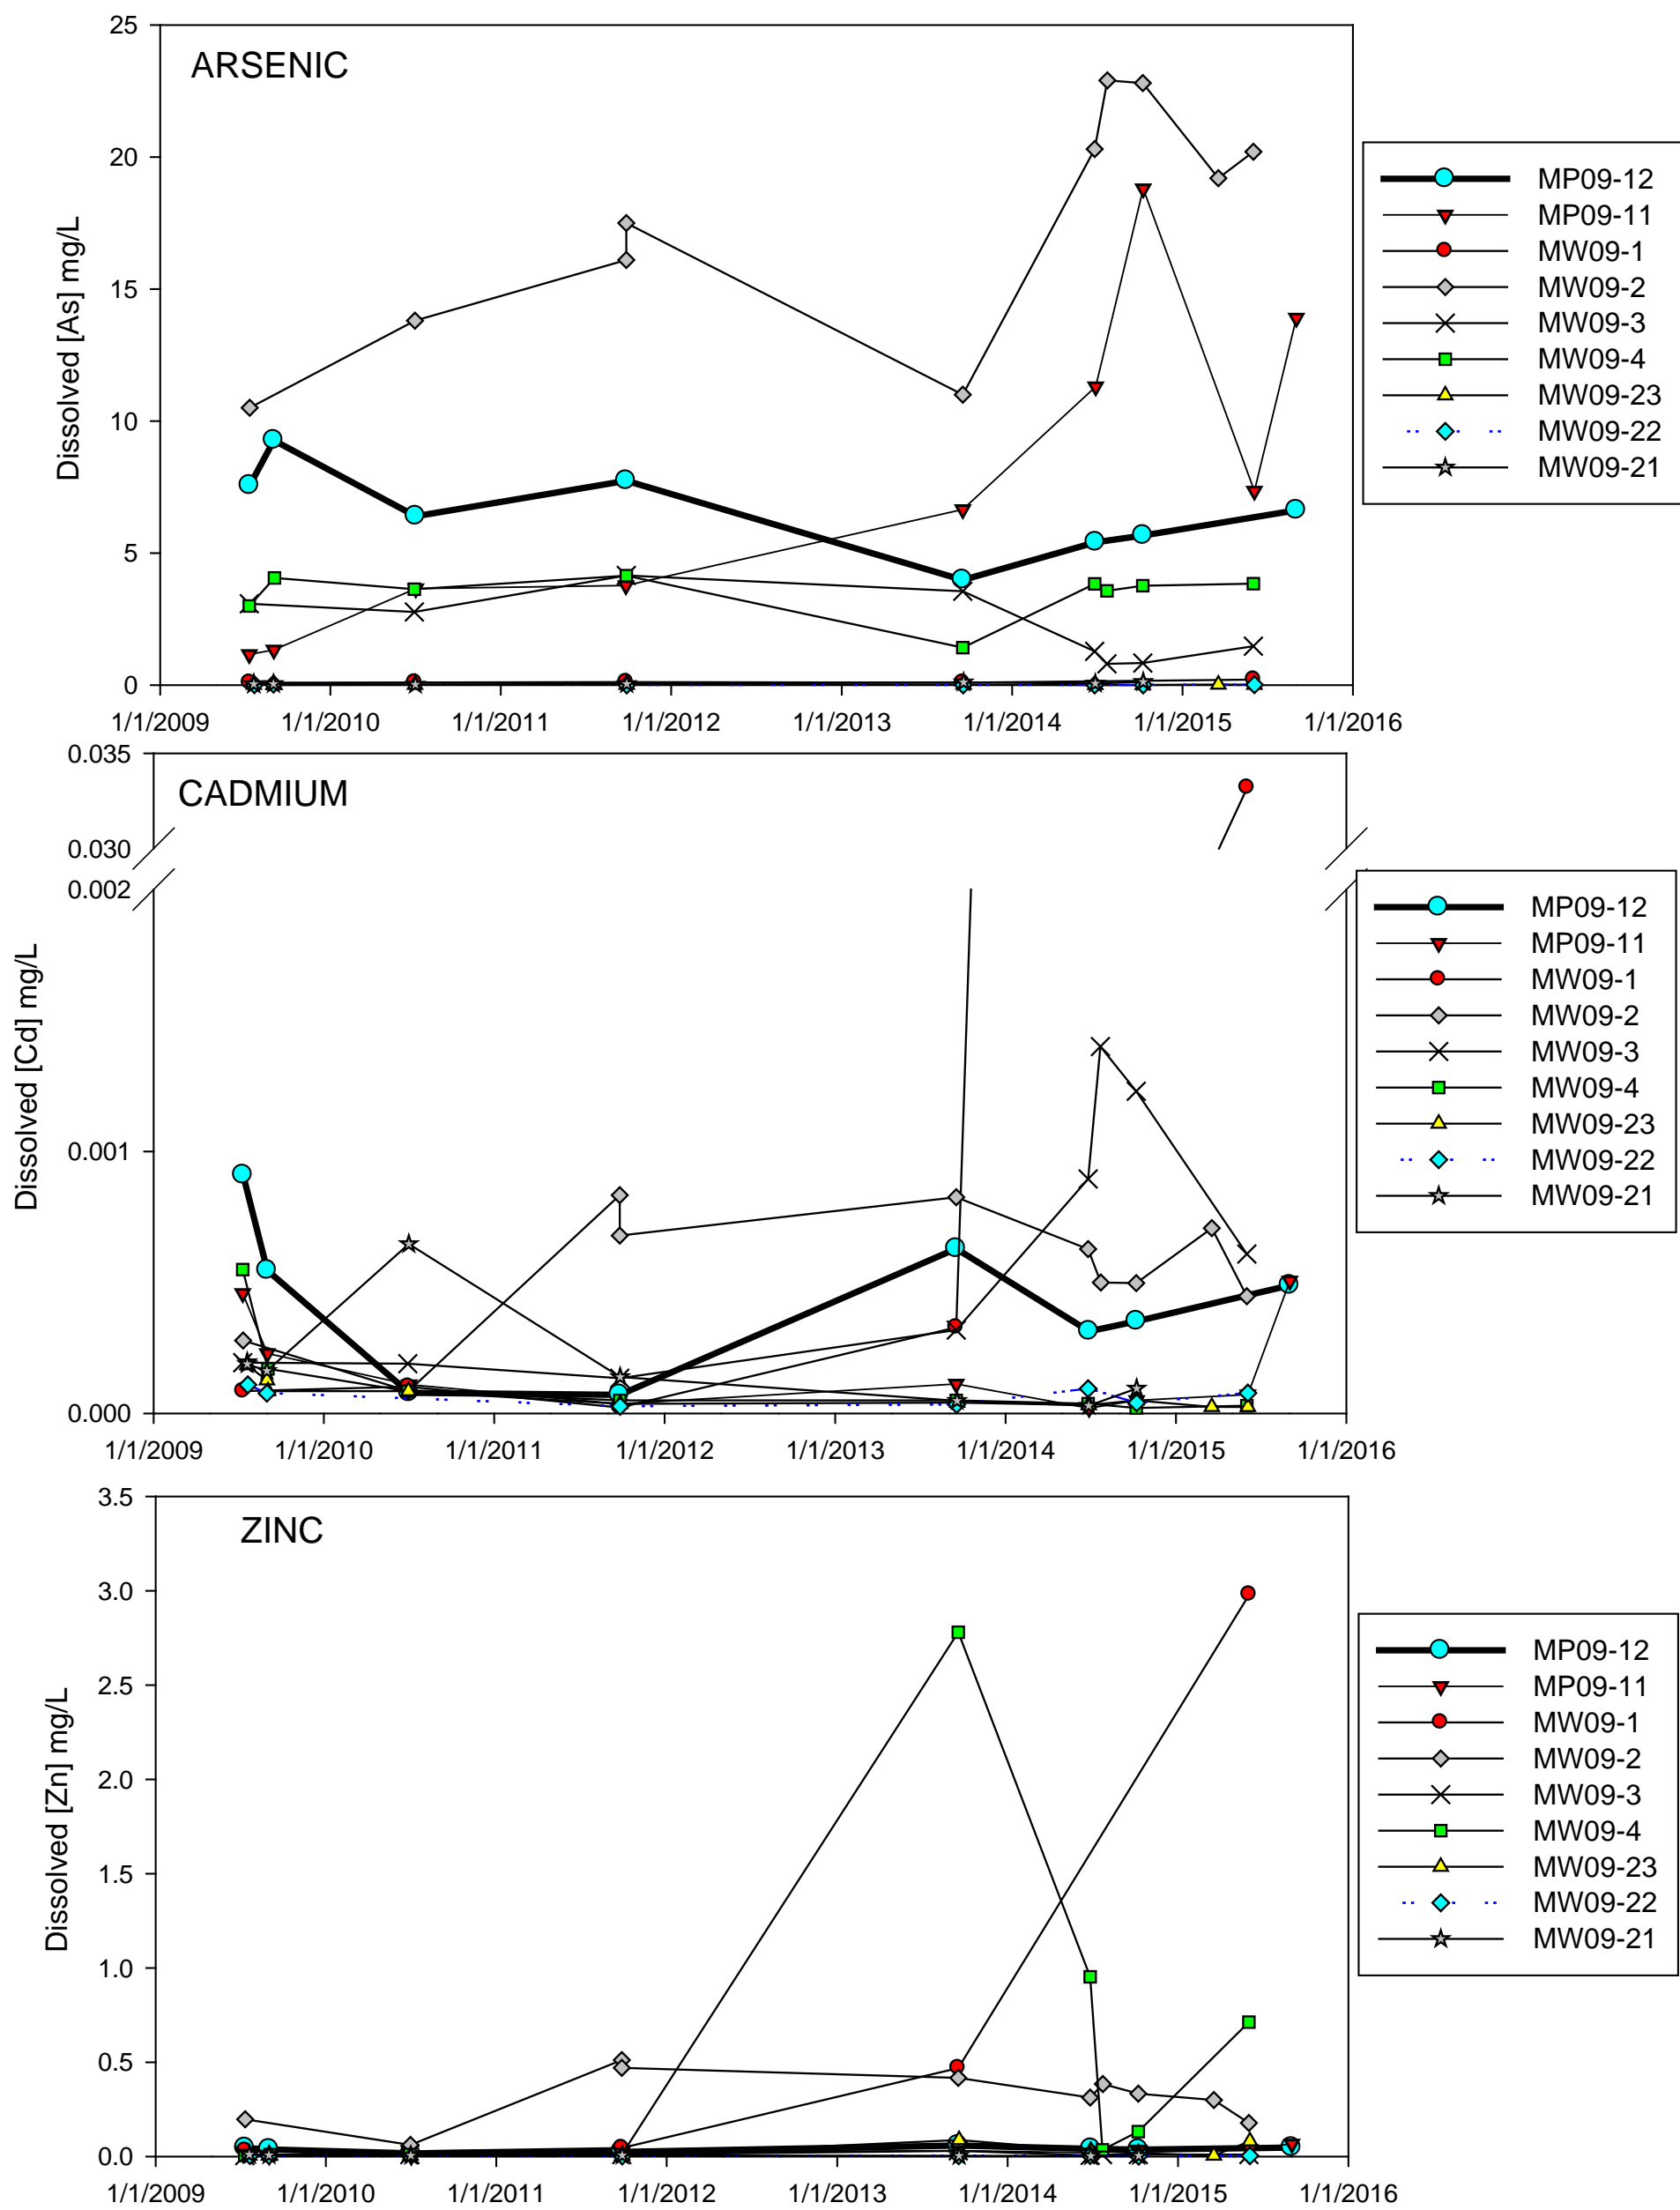 ARSENIC
Dissolved [As] mg/L
25
20
15
10
5
0
1/1/2009 1/1/2010 1/1/2011 1/1/2012 1/1/2013 1/1/2014 1/1/2015 1/1/2016
MP09-12
MP09-11
MW09-1
MW09-2
MW09-3
MW09-4
MW09-23
MW09-22
MW09-21
CADMIUM
Dissolved [Cd] mg/L
0.035
0.030
0.002
0.001
0.000
1/1/2009 1/1/2010 1/1/2011 1/1/2012 1/1/2013 1/1/2014 1/1/2015 1/1/2016
MP09-12
MP09-11
MW09-1
MW09-2
MW09-3
MW09-4
MW09-23
MW09-22
MW09-21
ZINC
Dissolved [Zn] mg/L
3.5
3.0
2.5
2.0
1.5
1.0
0.5
0.0
1/1/2009 1/1/2010 1/1/2011 1/1/2012 1/1/2013 1/1/2014 1/1/2015 1/1/2016
MP09-12
MP09-11
MW09-1
MW09-2
MW09-3
MW09-4
MW09-23
MW09-22
MW09-21